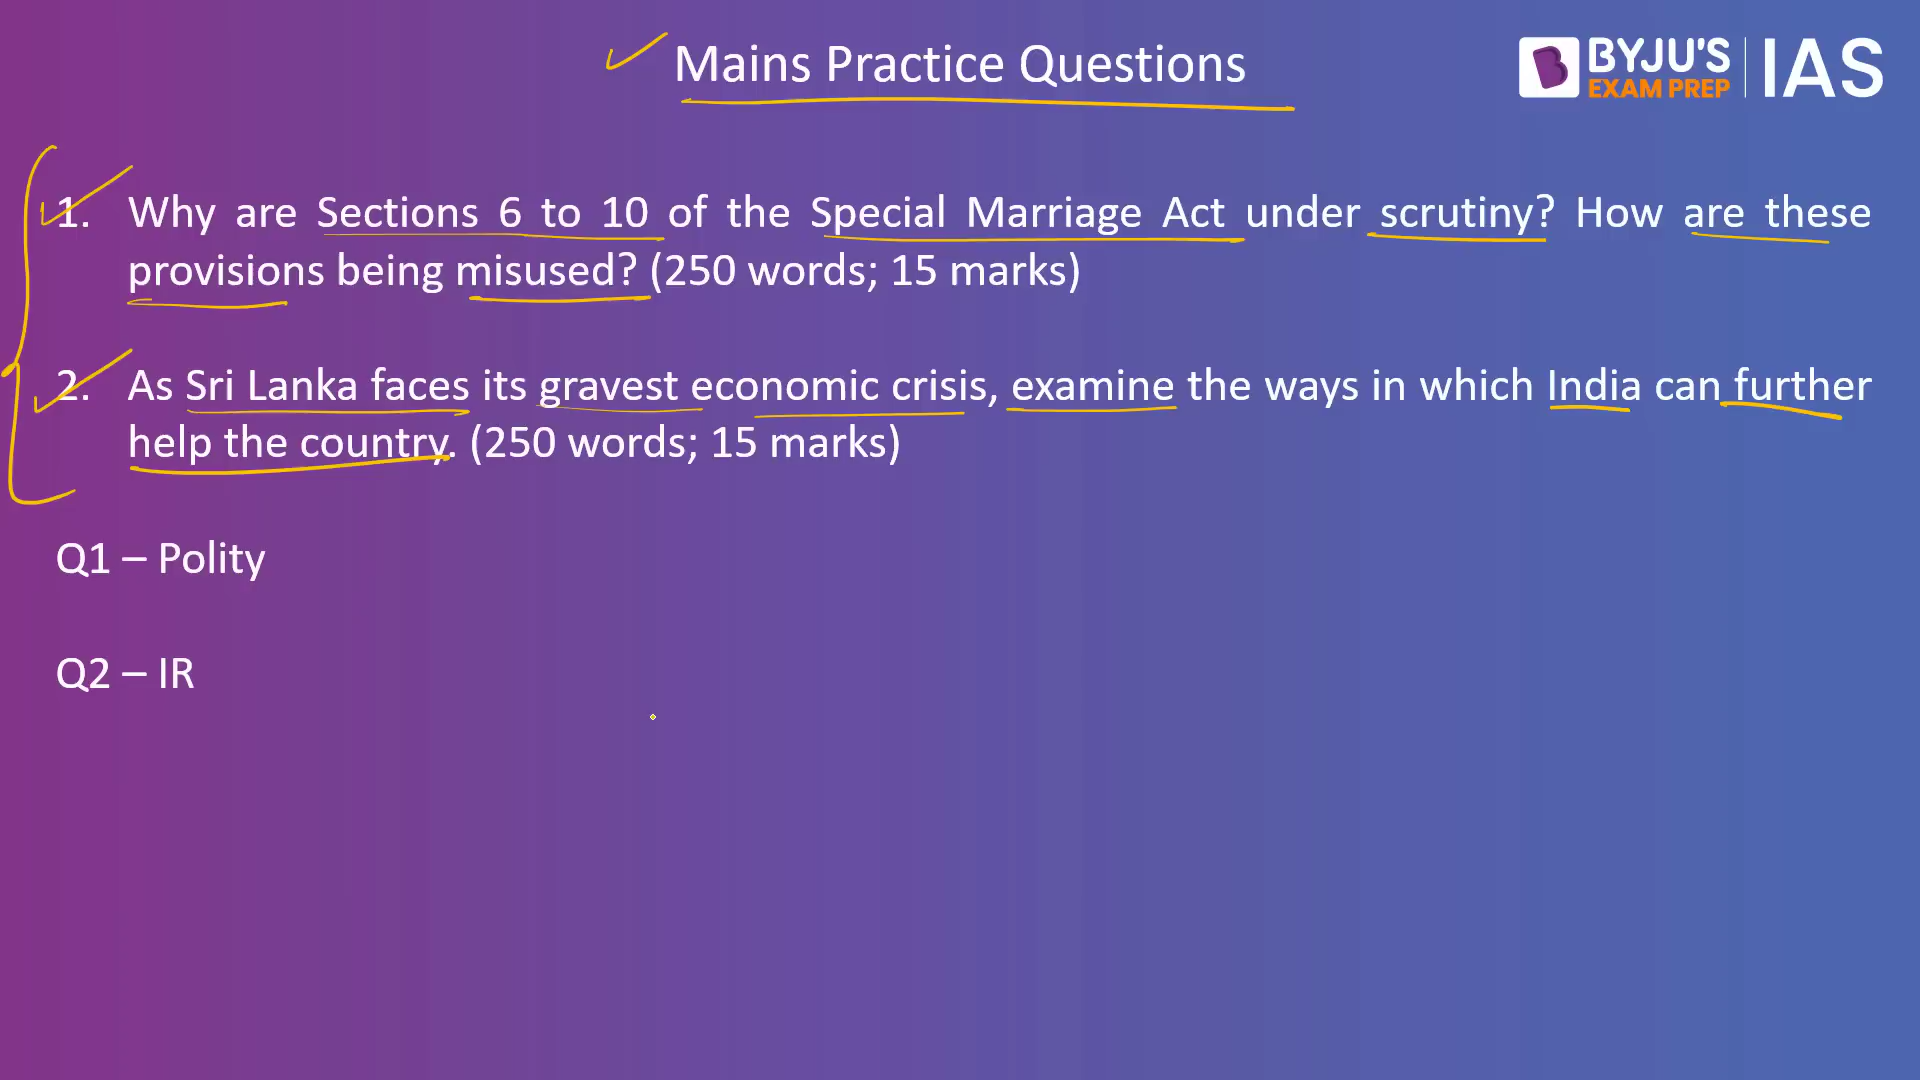 Mains Practice Questions
BYJU'S
EXAM PREP
IAS
1. Why are Sections 6 to 10 of the Special Marriage Act under scrutiny? How are these
provisions being misused? (250 words; 15 marks)
2. As Sri Lanka faces its gravest economic crisis, examine the ways in which India can further
help the country. (250 words; 15 marks)
Q1 – Polity
Q2 – IR